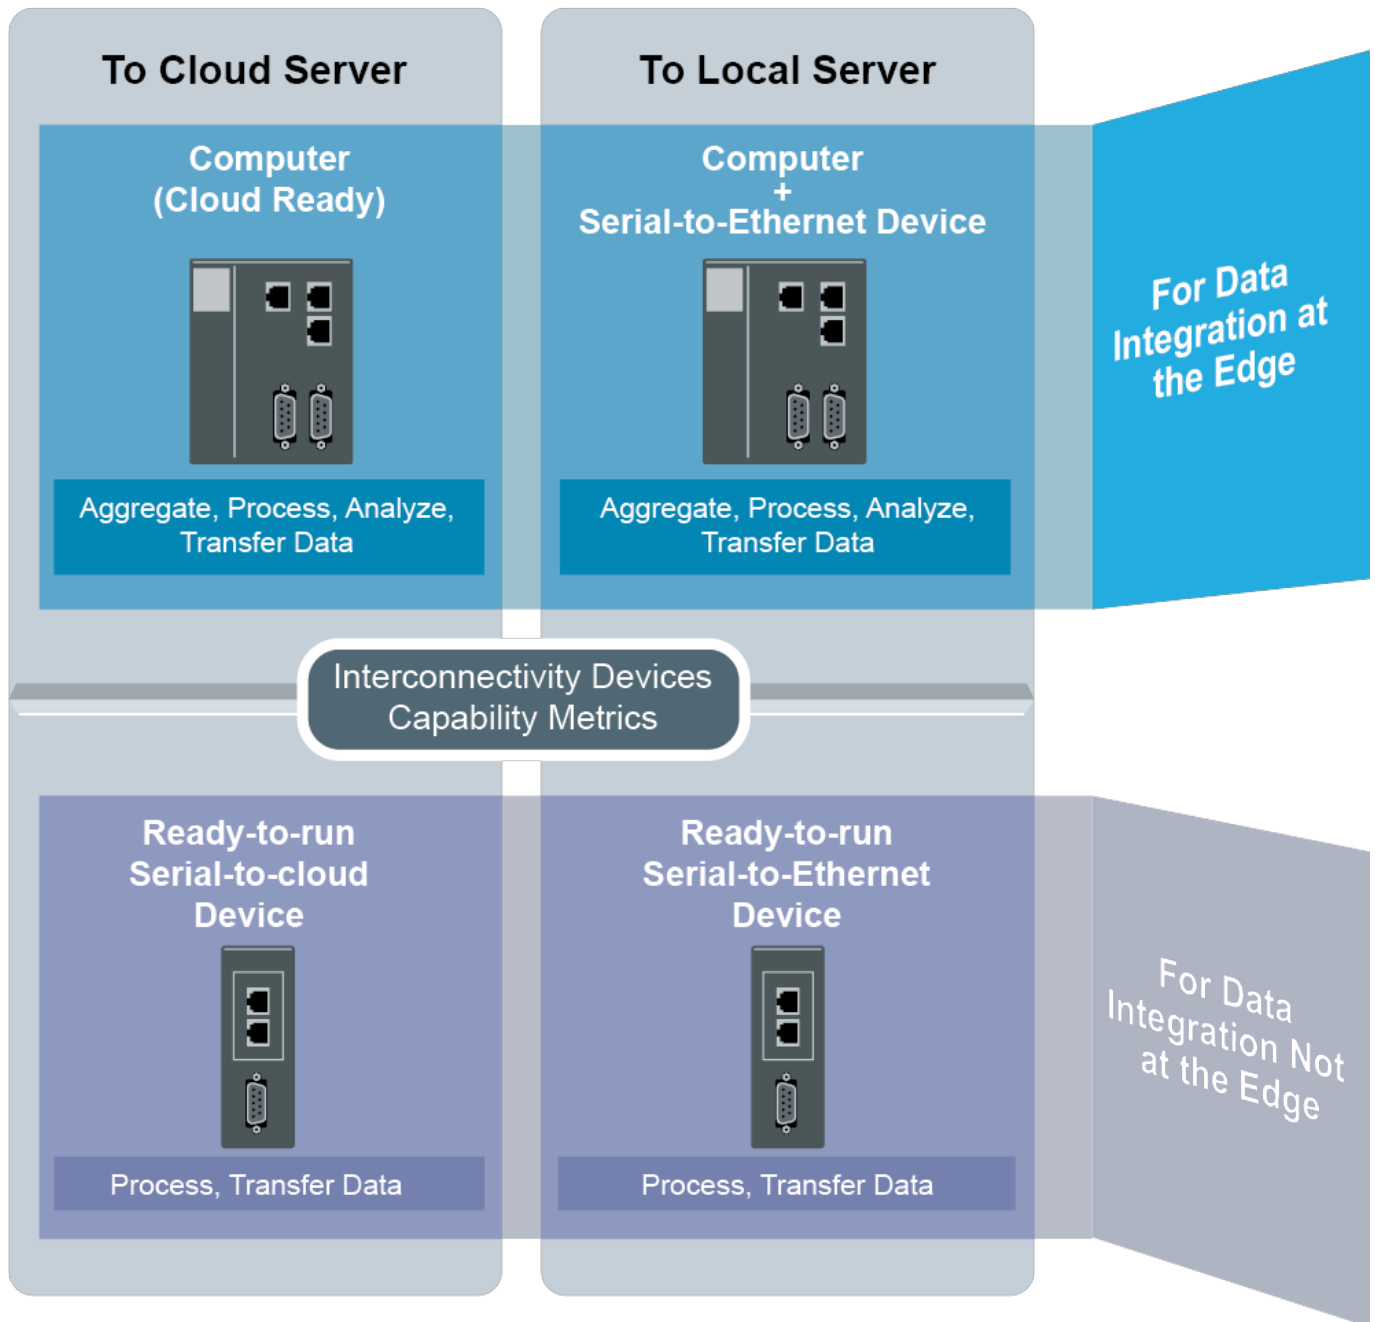 To Cloud Server
To Local Server
Computer
(Cloud Ready)
Computer
+
Serial-to-Ethernet Device
For Data
Integration at
the Edge
Aggregate, Process, Analyze,
Transfer Data
Aggregate, Process, Analyze,
Transfer Data
Interconnectivity Devices
Capability Metrics
Ready-to-run
Serial-to-cloud
Device
Ready-to-run
Serial-to-Ethernet
Device
For Data
Integration Not
at the Edge
Process, Transfer Data
Process, Transfer Data